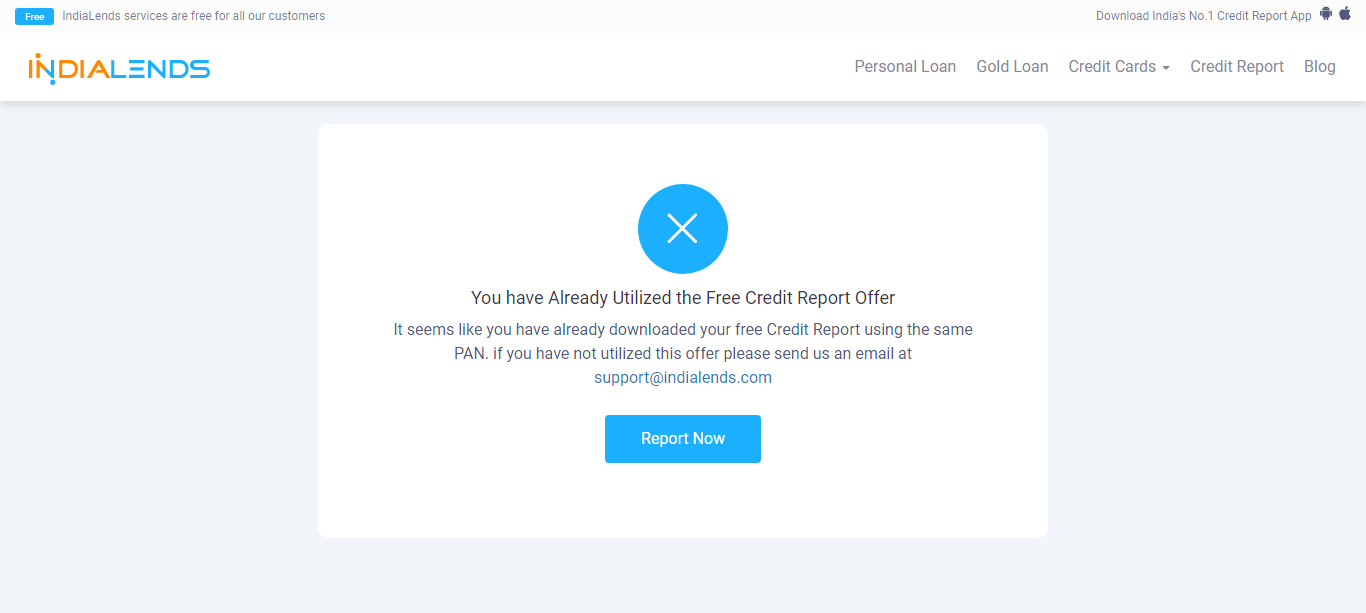 Free IndiaLends services are free for all our customers Download India's No.1 Credit Report App
INDIALENDS Personal Loan Gold Loan Credit Cards Credit Report Blog
You have Already Utilized the Free Credit Report Offer
It seems like you have already downloaded your free Credit Report using the same
PAN. if you have not utilized this offer please send us an email at
support@indialends.com
Report Now